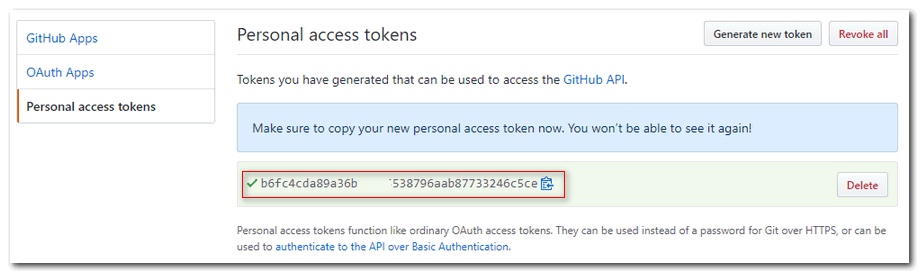 GitHub Apps
OAuth Apps
Personal access tokens
Personal access tokens
Generate new token
Revoke all
Tokens you have generated that can be used to access the GitHub API.
Make sure to copy your new personal access token now. You won't be able to see it again!
✓ b6fc4cda89a36b 538796aab87733246c5ce
Delete
Personal access tokens function like ordinary OAuth access tokens. They can be used instead of a password for Git over HTTPS, or can be
used to authenticate to the API over Basic Authentication.